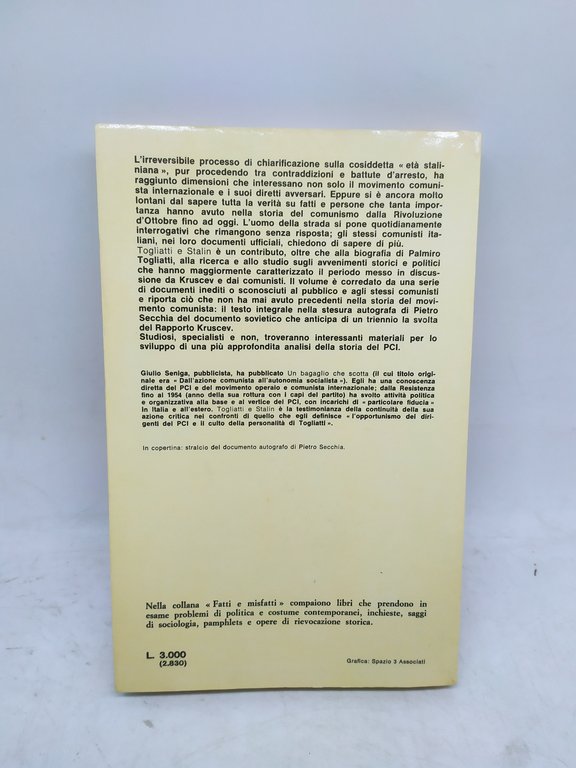 L'irreversibile processo di chiarificazione sulla cosiddetta « età stali-
niana », pur procedendo tra contraddizioni e battute d'arresto, ha
raggiunto dimensioni che interessano non solo il movimento comuni-
sta internazionale e i suoi diretti avversari. Eppure si è ancora molto
lontani dal sapere tutta la verità su fatti e persone che tanta impor-
tanza hanno avuto nella storia del comunismo dalla Rivoluzione
d'Ottobre fino ad oggi. L'uomo della strada si pone quotidianamente
interrogativi che rimangono senza risposta; gli stessi comunisti ita-
liani, nei loro documenti ufficiali, chiedono di sapere di più.
Togliatti e Stalin è un contributo, oltre che alla biografia di Palmiro
Togliatti, alla ricerca e allo studio sugli avvenimenti storici e politici
che hanno maggiormente caratterizzato il periodo messo in discus-
sione da Kruscev e dai comunisti. Il volume è corredato da una serie
di documenti inediti o sconosciuti al pubblico e agli stessi comunisti
e riporta ciò che non ha mai avuto precedenti nella storia del movi-
mento comunista: il testo integrale nella stesura autografa di Pietro
Secchia del documento sovietico che anticipa di un triennio la svolta
del Rapporto Kruscev.
Studiosi, specialisti e non, troveranno interessanti materiali per lo
sviluppo di una più approfondita analisi della storia del PCI.
Giulio Seniga, pubblicista, ha pubblicato Un bagaglio che scotta (il cui titolo origi-
nale era « Dall'azione comunista all'autonomia socialista »). Egli ha una conoscenza
diretta del PCI e del movimento operaio e comunista internazionale; dalla Resistenza
fino al 1954 (anno della sua rottura con i capi del partito) ha svolto attività politica
e organizzativa alla base e al vertice del PCI, con incarichi di « particolare fiducia »
in Italia e all'estero. Togliatti e Stalin è la testimonianza della continuità della sua
azione critica nei confronti di quello che egli definisce « l'opportunismo dei diri-
genti del PCI e il culto della personalità di Togliatti ».
In copertina: stralcio del documento autografo di Pietro Secchia.
Nella collana « Fatti e misfatti » compaiono libri che prendono in
esame problemi di politica e costume contemporanei, inchieste, saggi
di sociologia, pamphlets e opere di rievocazione storica.
L. 3.000
(2.830)
Grafica: Spazio 3 Associati